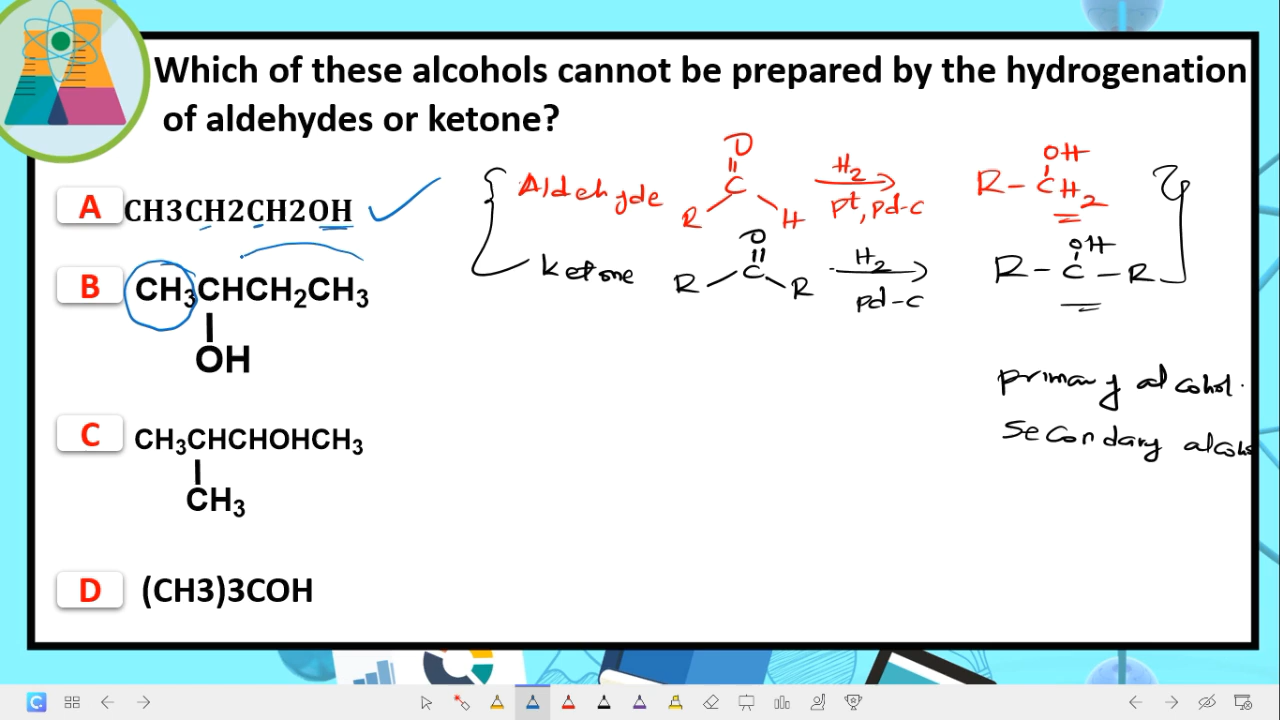 Which of these alcohols cannot be prepared by the hydrogenation
of aldehydes or ketone?
A CH3CH2CH2OH
B CH₃CHCH₂CH₃
OH
C CH₃CHCHOHCH₃
CH₃
D (CH3)3COH
Aldehyde
O
C
R H
H₂
pt, pd-c
OH
R-CH₂
Ketone
O
C
R R
H₂
pd-c
OH
R-C-R
primary alcohol.
Secondary
C